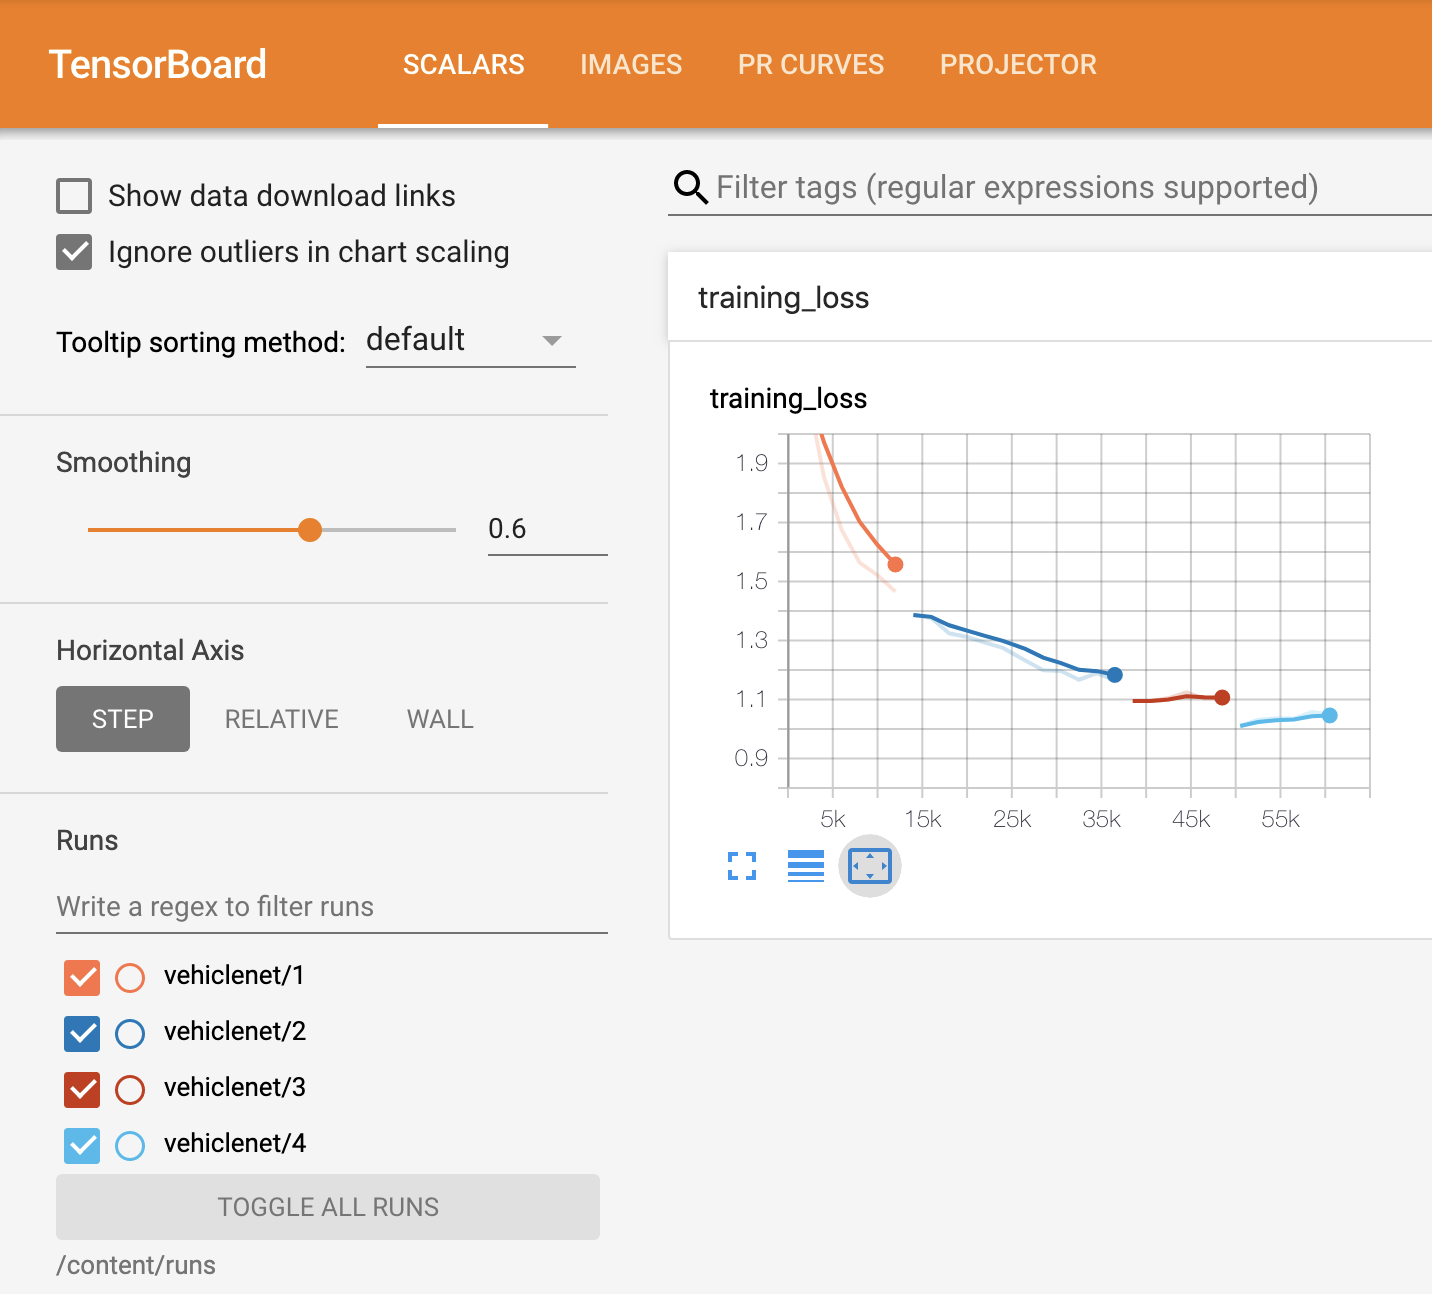 TensorBoard SCALARS IMAGES PR CURVES PROJECTOR
Show data download links
Ignore outliers in chart scaling
Tooltip sorting method: default
Smoothing
0.6
Horizontal Axis
STEP RELATIVE WALL
Runs
Write a regex to filter runs
vehiclenet/1
vehiclenet/2
vehiclenet/3
vehiclenet/4
TOGGLE ALL RUNS
/content/runs
Filter tags (regular expressions supported)
training_loss
training_loss
1.9
1.7
1.5
1.3
1.1
0.9
5k 15k 25k 35k 45k 55k